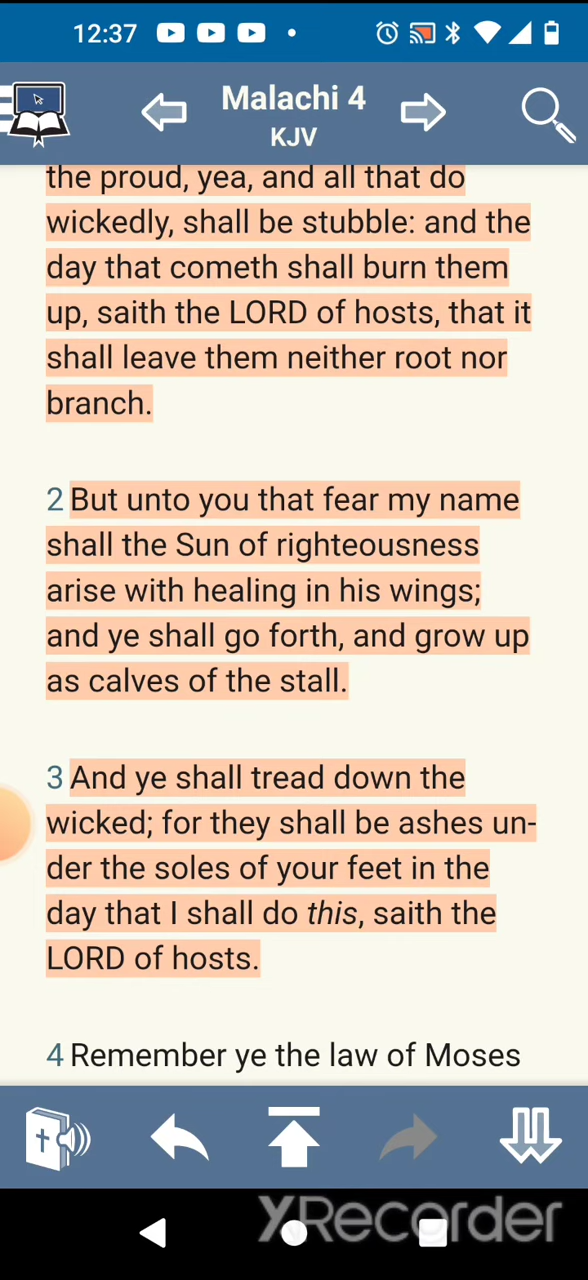 12:37
Malachi 4
KJV
the proud, yea, and all that do
wickedly, shall be stubble: and the
day that cometh shall burn them
up, saith the LORD of hosts, that it
shall leave them neither root nor
branch.
2 But unto you that fear my name
shall the Sun of righteousness
arise with healing in his wings;
and ye shall go forth, and grow up
as calves of the stall.
3 And ye shall tread down the
wicked; for they shall be ashes un-
der the soles of your feet in the
day that I shall do this, saith the
LORD of hosts.
4 Remember ye the law of Moses
XRecorder